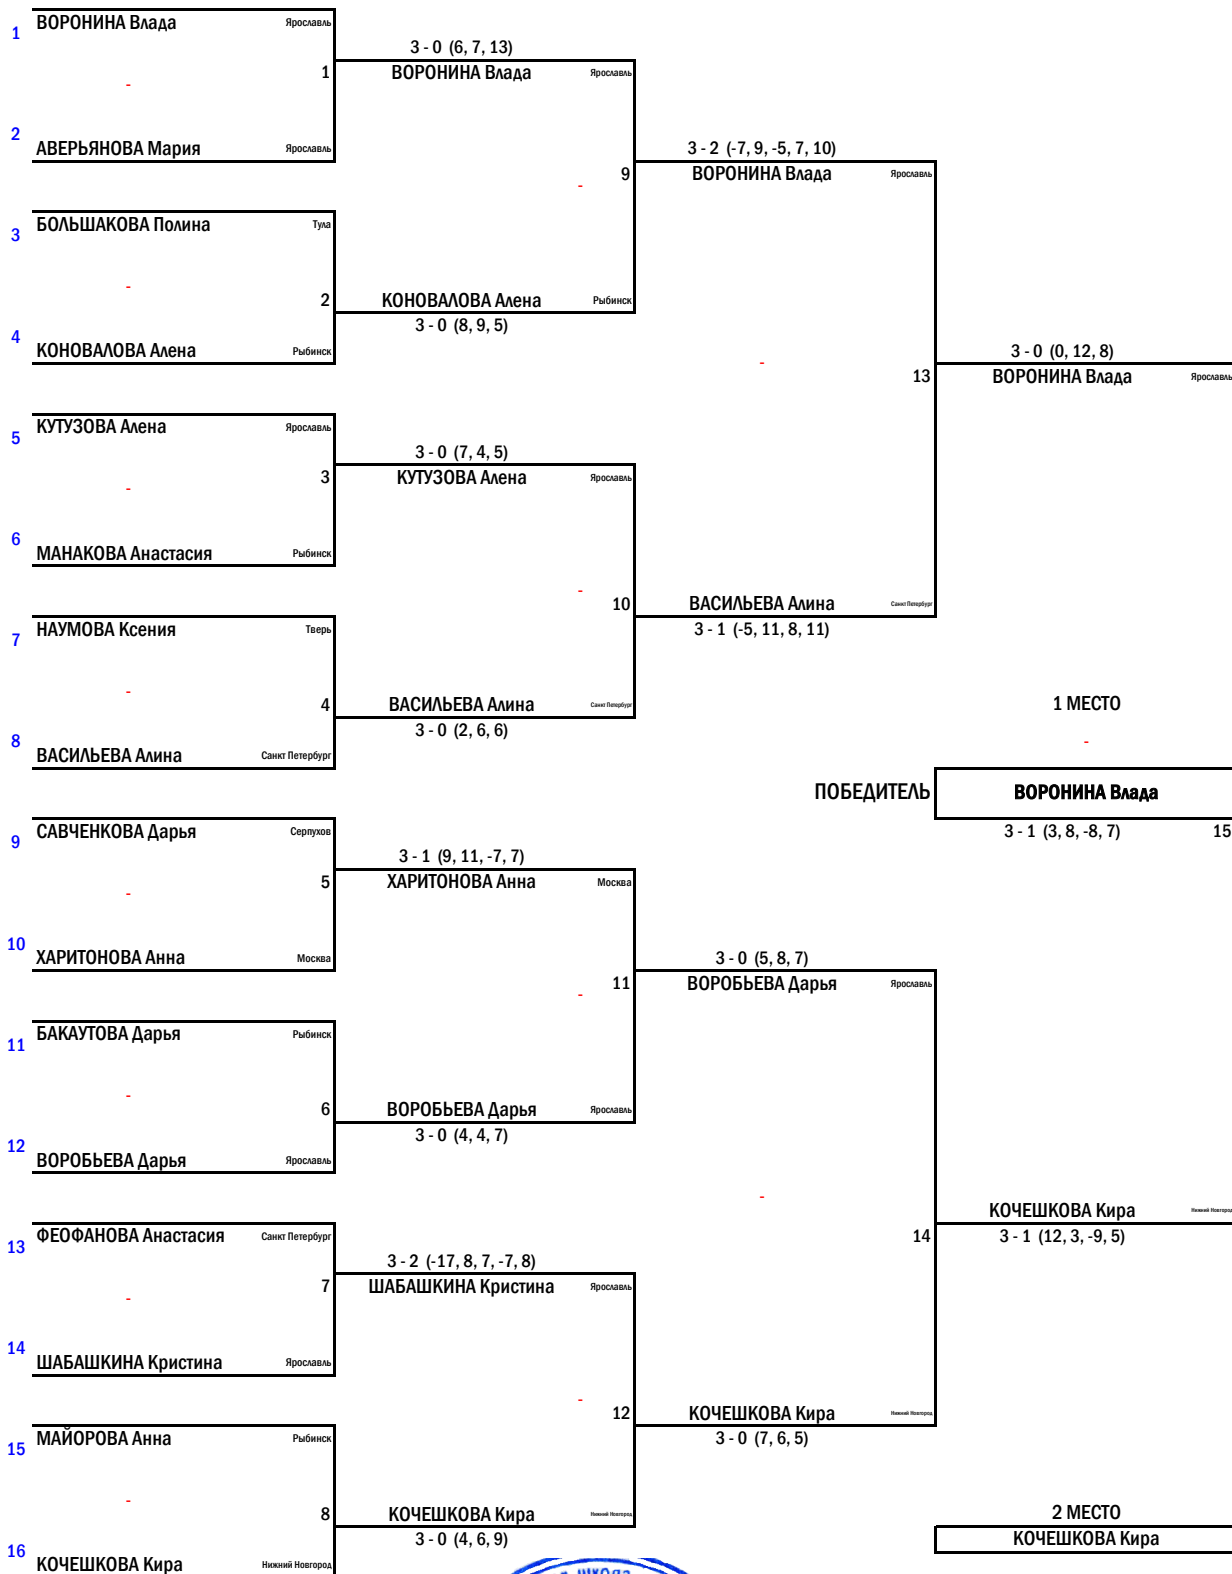 1 ВОРОНИНА Влада Ярославль
3 - 0 (6, 7, 13)
1 ВОРОНИНА Влада Ярославль
-
2 АВЕРЬЯНОВА Мария Ярославль
3 - 2 (-7, 9, -5, 7, 10)
- 9 ВОРОНИНА Влада Ярославль
3 БОЛЬШАКОВА Полина Тула
-
2 КОНОВАЛОВА Алена Рыбинск
3 - 0 (8, 9, 5)
4 КОНОВАЛОВА Алена Рыбинск
3 - 0 (0, 12, 8)
-
13 ВОРОНИНА Влада Ярославль
5 КУТУЗОВА Алена Ярославль
3 - 0 (7, 4, 5)
3 КУТУЗОВА Алена Ярославль
-
6 МАНАКОВА Анастасия Рыбинск
-
10 ВАСИЛЬЕВА Алина Санкт Петербург
3 - 1 (-5, 11, 8, 11)
7 НАУМОВА Ксения Тверь
-
4 ВАСИЛЬЕВА Алина Санкт Петербург
3 - 0 (2, 6, 6)
1 МЕСТО
-
8 ВАСИЛЬЕВА Алина Санкт Петербург
ПОБЕДИТЕЛЬ ВОРОНИНА Влада
3 - 1 (3, 8, -8, 7) 15
9 САВЧЕНКОВА Дарья Серпухов
3 - 1 (9, 11, -7, 7)
5 ХАРИТОНОВА Анна Москва
-
10 ХАРИТОНОВА Анна Москва
3 - 0 (5, 8, 7)
- 11 ВОРОБЬЕВА Дарья Ярославль
11 БАКАУТОВА Дарья Рыбинск
-
6 ВОРОБЬЕВА Дарья Ярославль
3 - 0 (4, 4, 7)
12 ВОРОБЬЕВА Дарья Ярославль
-
14 КОЧЕШКОВА Кира Нижний Новгород
3 - 1 (12, 3, -9, 5)
13 ФЕОФАНОВА Анастасия Санкт Петербург
3 - 2 (-17, 8, 7, -7, 8)
7 ШАБАШКИНА Кристина Ярославль
-
14 ШАБАШКИНА Кристина Ярославль
-
12 КОЧЕШКОВА Кира Нижний Новгород
3 - 0 (7, 6, 5)
15 МАЙОРОВА Анна Рыбинск
-
8 КОЧЕШКОВА Кира Нижний Новгород
3 - 0 (4, 6, 9)
2 МЕСТО
КОЧЕШКОВА Кира
16 КОЧЕШКОВА Кира Нижний Новгород